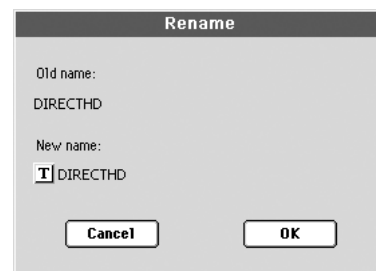 Rename
Old name:
DIRECTHD
New name:
T DIRECTHD
Cancel OK